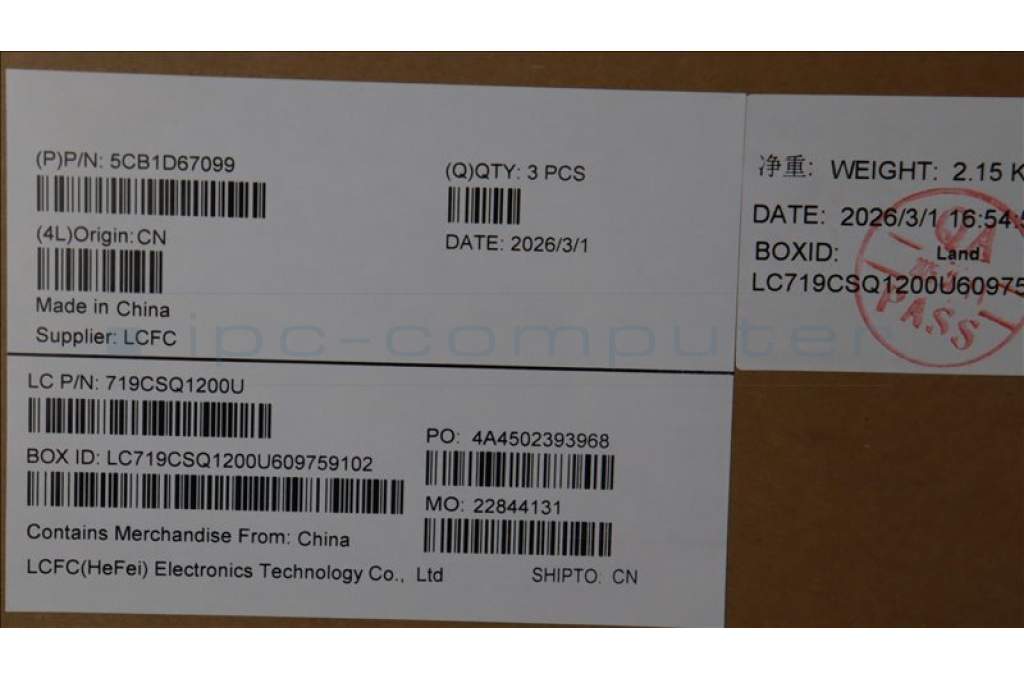 (P)P/N: 5CB1D67099
(Q)QTY: 3 PCS
(4L)Origin:CN
DATE: 2026/3/1
Made in China
Supplier: LCFC
ipc-computer
LC P/N: 719CSQ1200U
PO: 4A4502393968
BOX ID: LC719CSQ1200U609759102
MO: 22844131
Contains Merchandise From: China
LCFC(HeFei) Electronics Technology Co., Ltd
SHIPTO: CN
净重: WEIGHT: 2.15 K
DATE: 2026/3/1 16:54:
BOXID:
Land
LC719CSQ1200U60975
QA
PASS